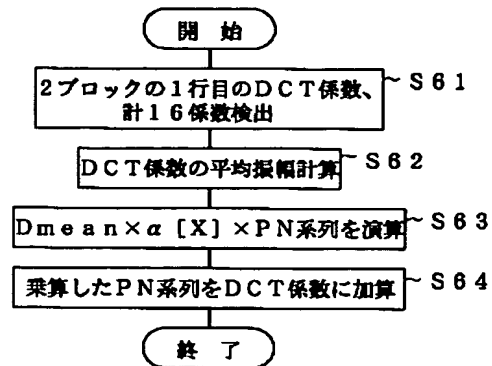 開 始
2ブロックの1行目のDCT係数、
計16係数検出
S61
DCT係数の平均振幅計算
S62
Dmean×α[X]×PN系列を演算
S63
乗算したPN系列をDCT係数に加算
S64
終 了